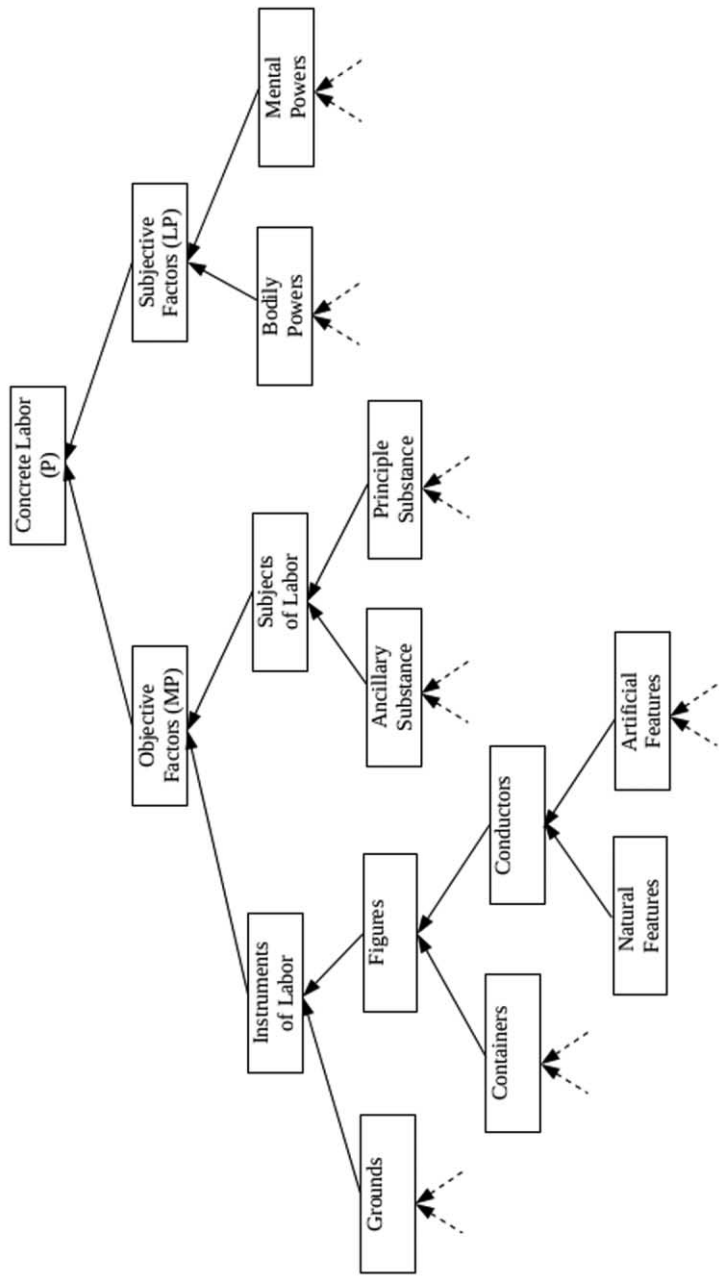 Concrete Labor
(P)
Objective
Factors (MP)
Subjective
Factors (LP)
Instruments
of Labor
Subjects
of Labor
Bodily
Powers
Mental
Powers
Grounds
Figures
Ancillary
Substance
Principle
Substance
Containers
Conductors
Natural
Features
Artificial
Features